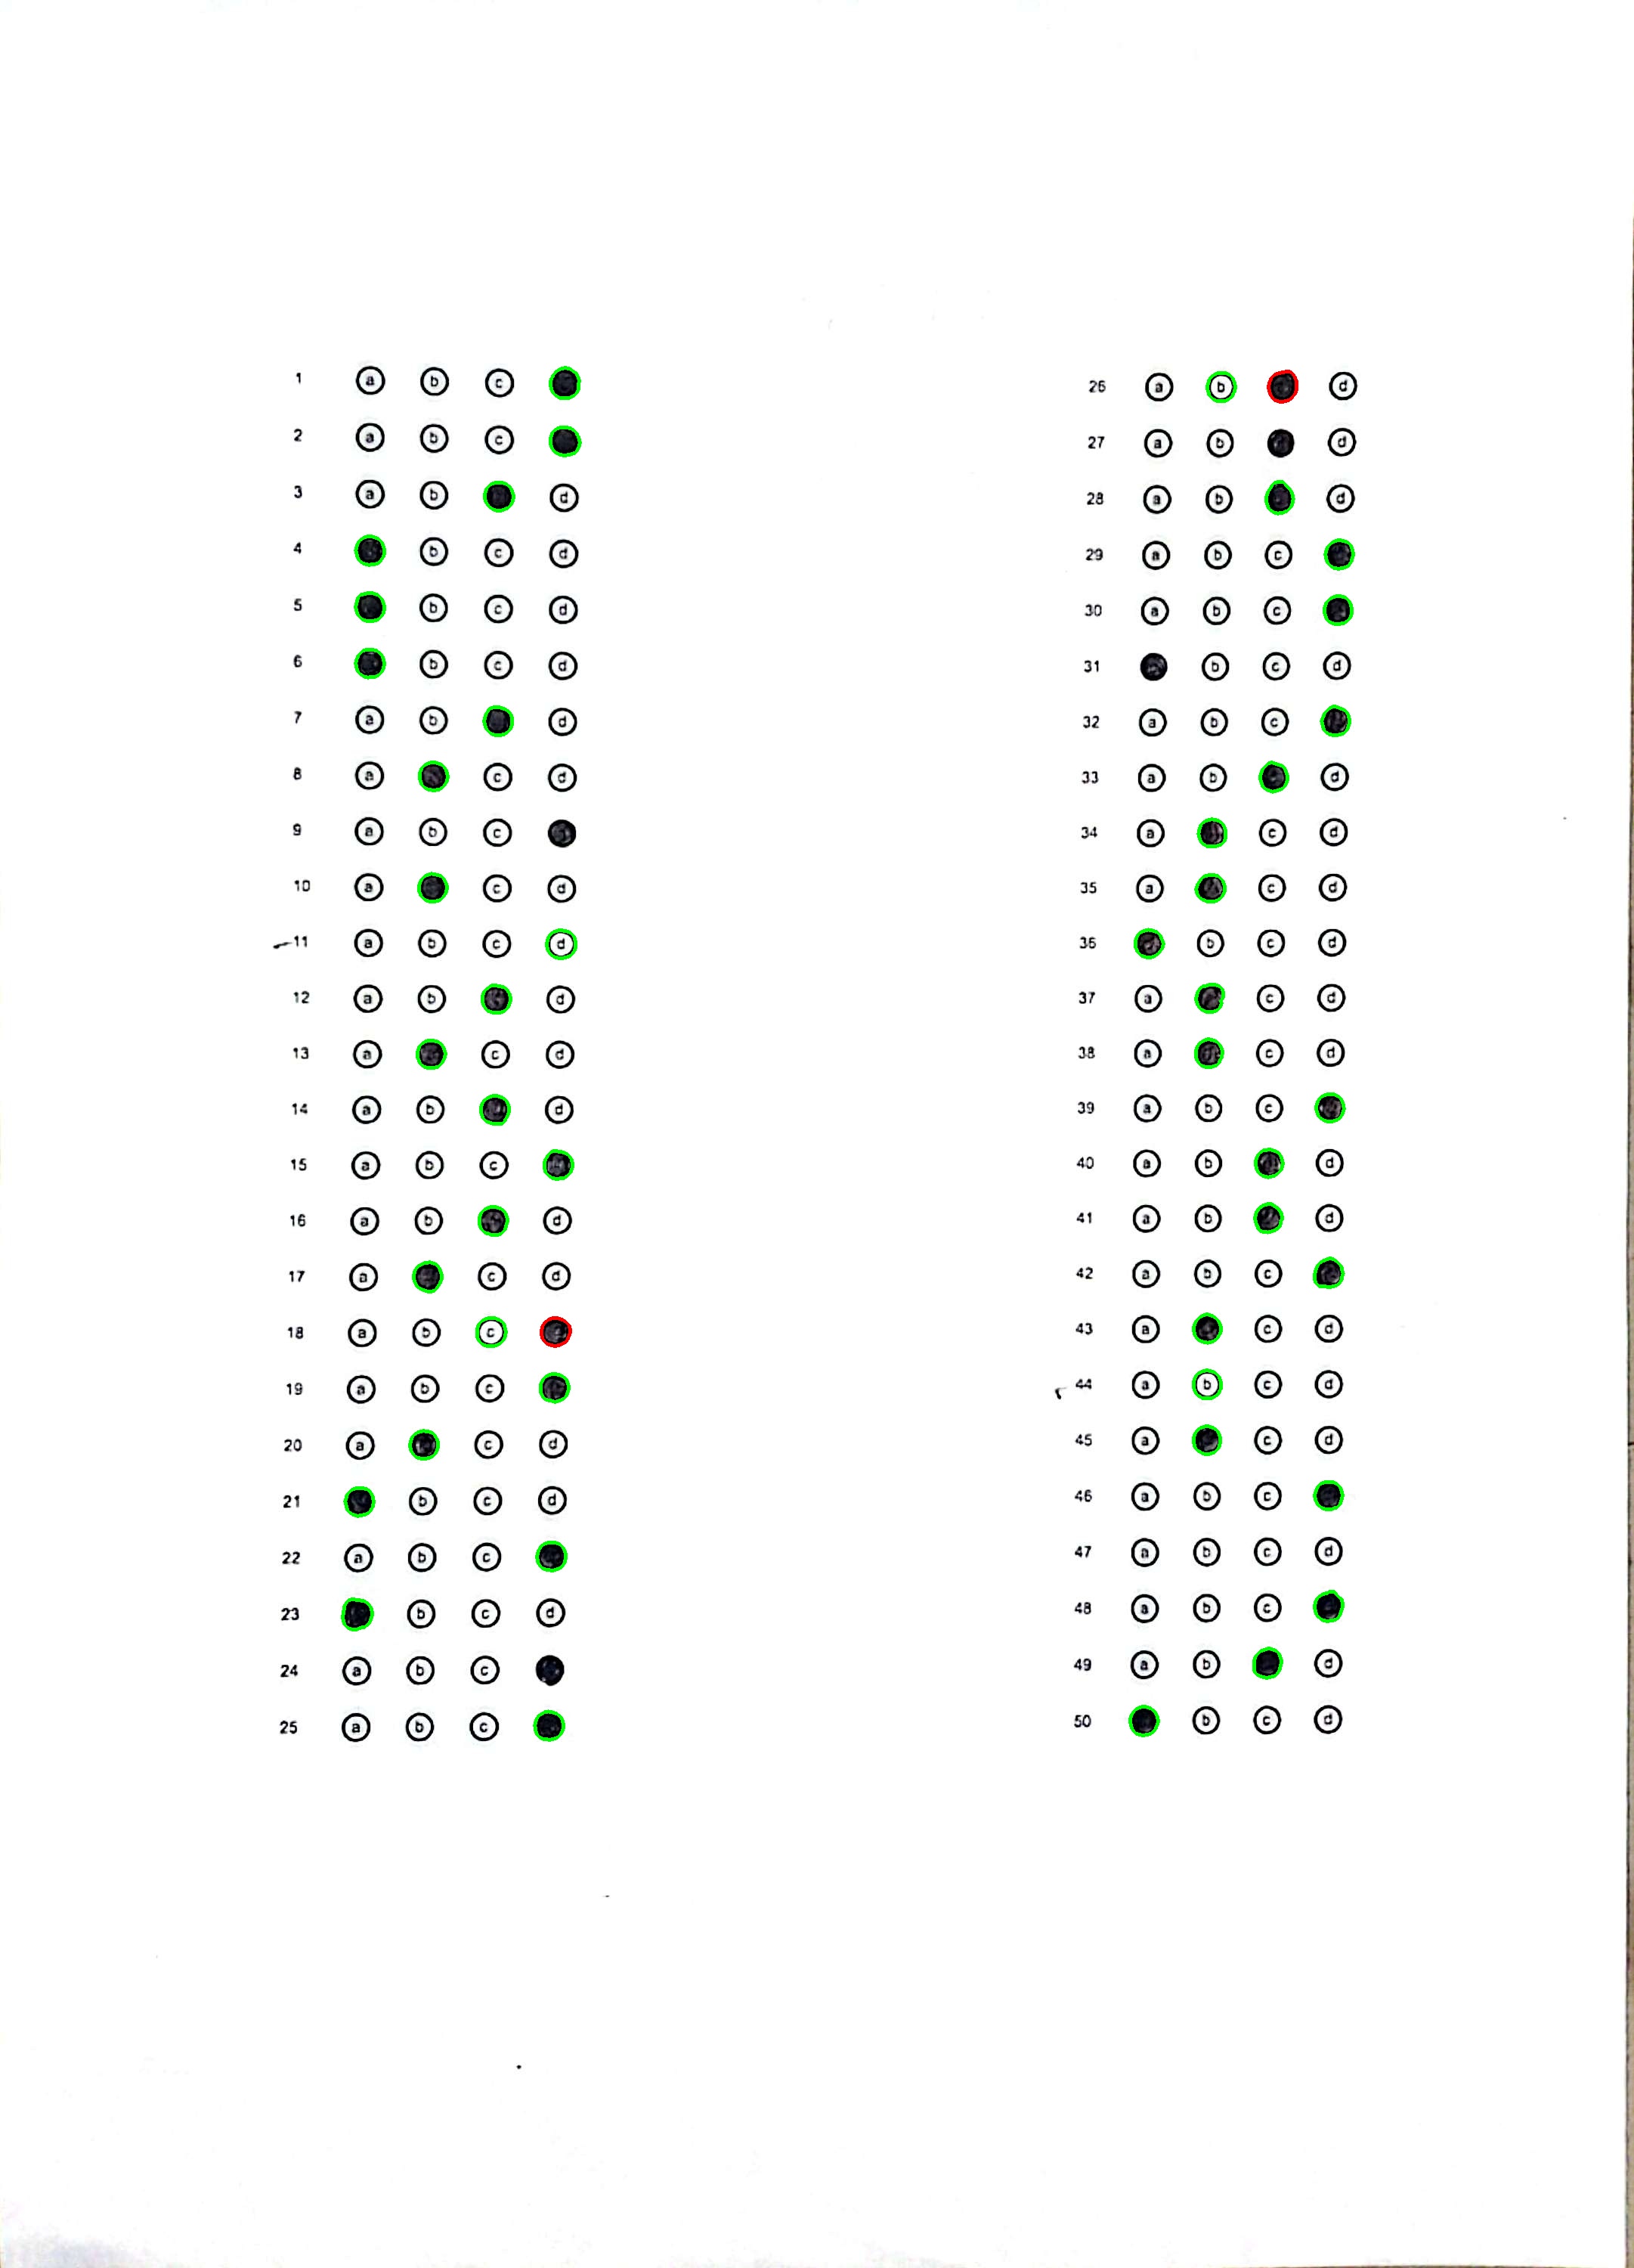 1 a b c
2 a b c
3 a b d
4 b c d
5 b c d
6 b c d
7 a b d
8 a c d
9 a b c
10 a c d
11 a b c d
12 a b d
13 a c d
14 a b d
15 a b c
16 a b d
17 a c d
18 a b c
19 a b c
20 a c d
21 b c d
22 a b c
23 b c d
24 a b c
25 a b c
26 a b d
27 a b d
28 a b d
29 a b c
30 a b c
31 b c d
32 a b c
33 a b d
34 a c d
35 a c d
36 b c d
37 a c d
38 a c d
39 a b c
40 a b d
41 a b d
42 a b c
43 a c d
44 a b c d
45 a c d
46 a b c
47 a b c d
48 a b c
49 a b d
50 b c d